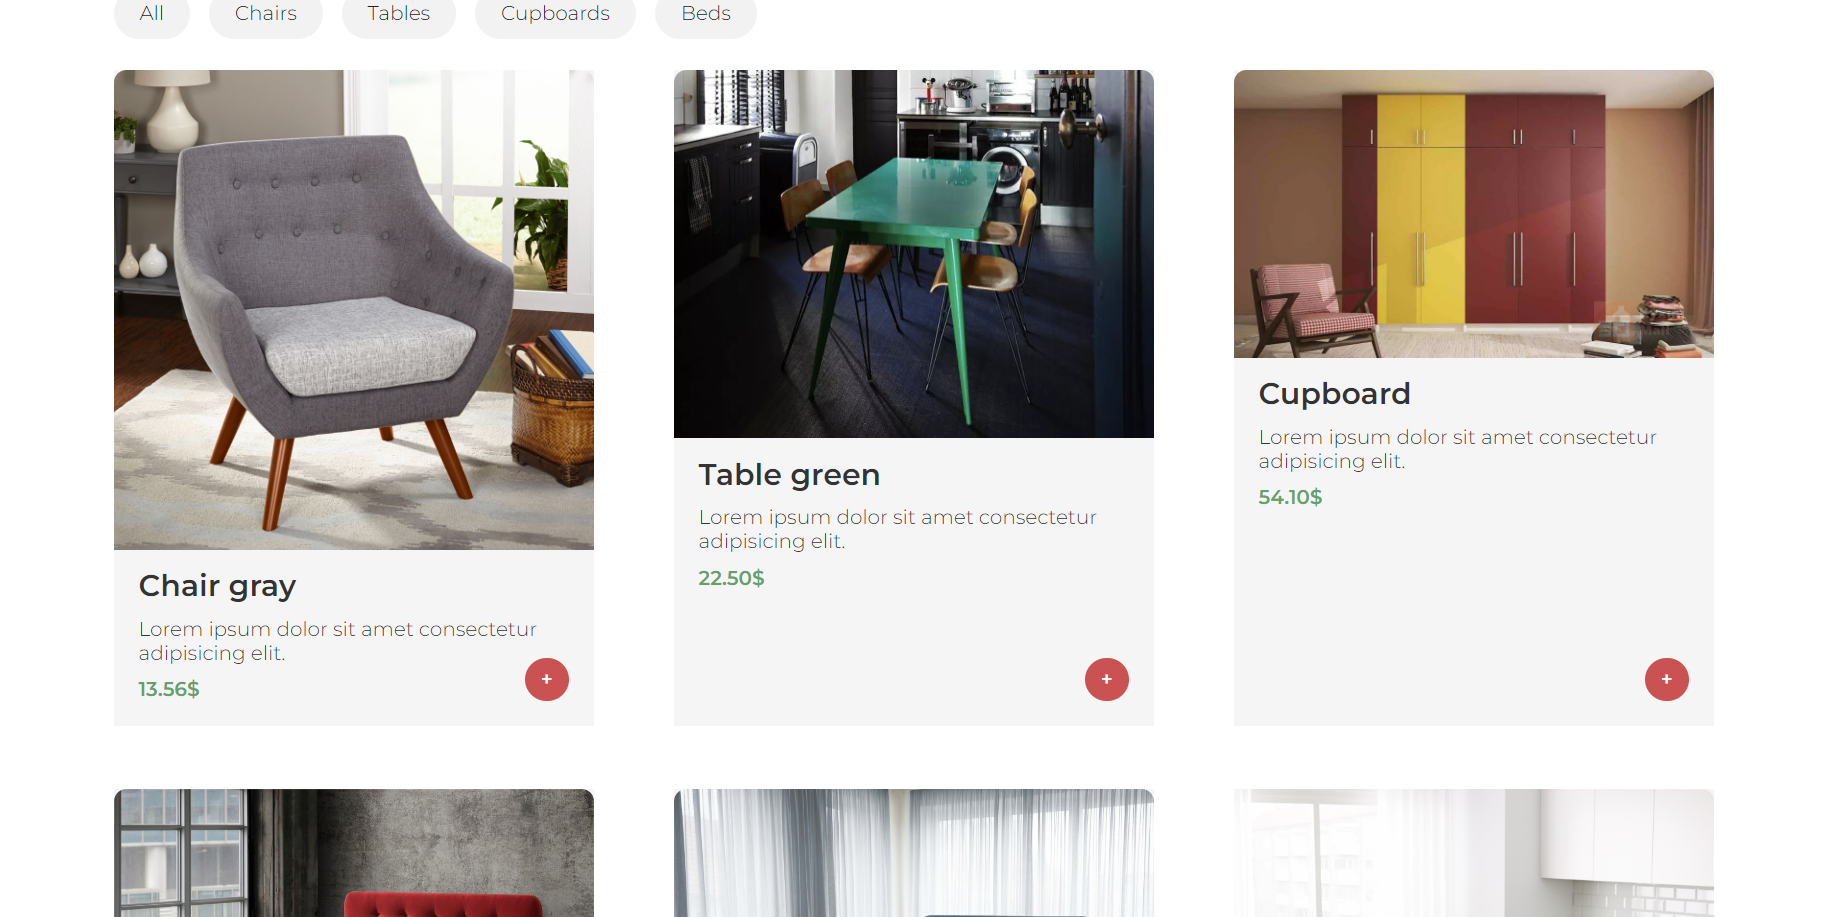 All
Chairs
Tables
Cupboards
Beds
Chair gray
Lorem ipsum dolor sit amet consectetur
adipisicing elit.
13.56$
+
Table green
Lorem ipsum dolor sit amet consectetur
adipisicing elit.
22.50$
+
Cupboard
Lorem ipsum dolor sit amet consectetur
adipisicing elit.
54.10$
+